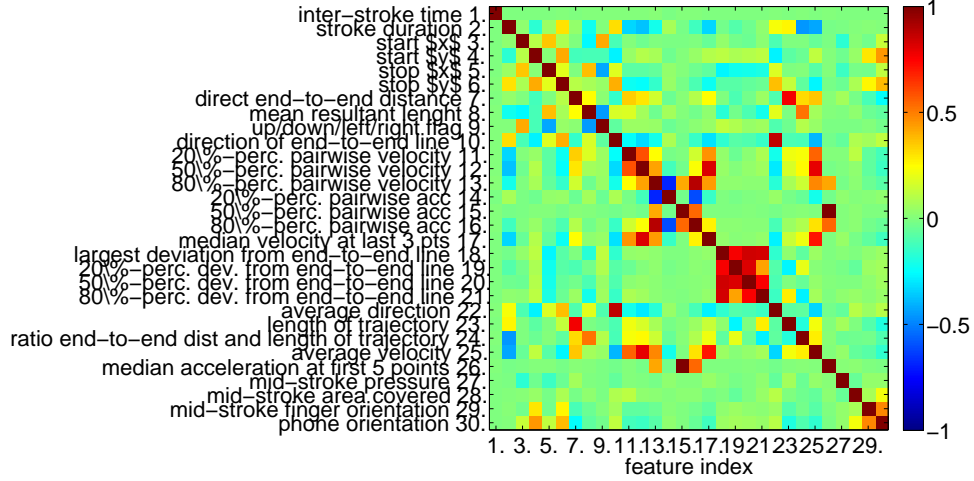 inter-stroke time 1.
stroke duration 2.
start $x$ 3.
start $y$ 4.
stop $x$ 5.
stop $y$ 6.
direct end-to-end distance 7.
mean resultant lenght 8.
up/down/left/right flag 9.
direction of end-to-end line 10.
20\%-perc. pairwise velocity 11.
50\%-perc. pairwise velocity 12.
80\%-perc. pairwise velocity 13.
20\%-perc. pairwise acc 14.
50\%-perc. pairwise acc 15.
80\%-perc. pairwise acc 16.
median velocity at last 3 pts 17.
largest deviation from end-to-end line 18.
20\%-perc. dev. from end-to-end line 19.
50\%-perc. dev. from end-to-end line 20.
80\%-perc. dev. from end-to-end line 21.
average direction 22.
length of trajectory 23.
ratio end-to-end dist and length of trajectory 24.
average velocity 25.
median acceleration at first 5 points 26.
mid-stroke pressure 27.
mid-stroke area covered 28.
mid-stroke finger orientation 29.
phone orientation 30.
1. 3. 5. 7. 9. 11. 13. 15. 17. 19. 21 23. 25. 27. 29.
feature index
1
0.5
0
−0.5
−1